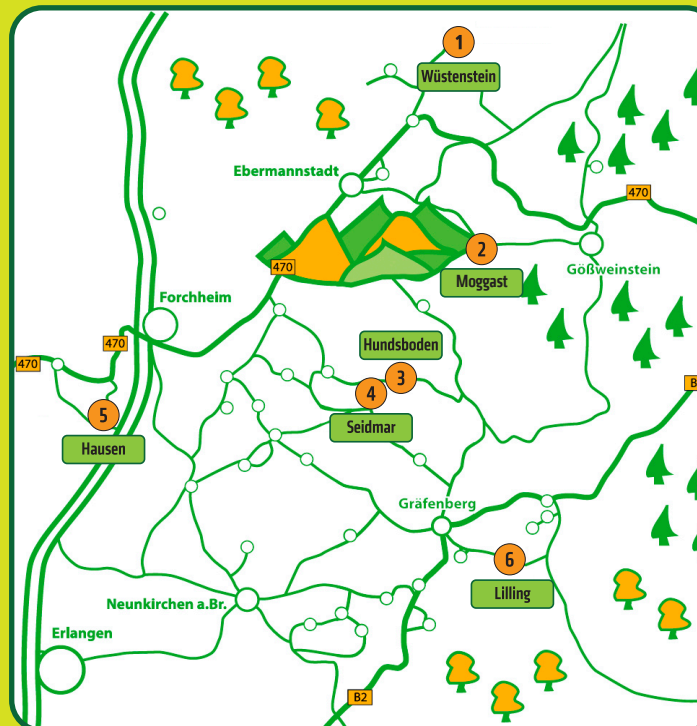 1
Wüstenstein
Ebermannstadt
470
2
Gößweinstein
470
Moggast
Forchheim
470
Hundsboden
470
3
4
B
5
Seidmar
Hausen
Gräfenberg
6
Lilling
Neunkirchen a.Br.
Erlangen
B2